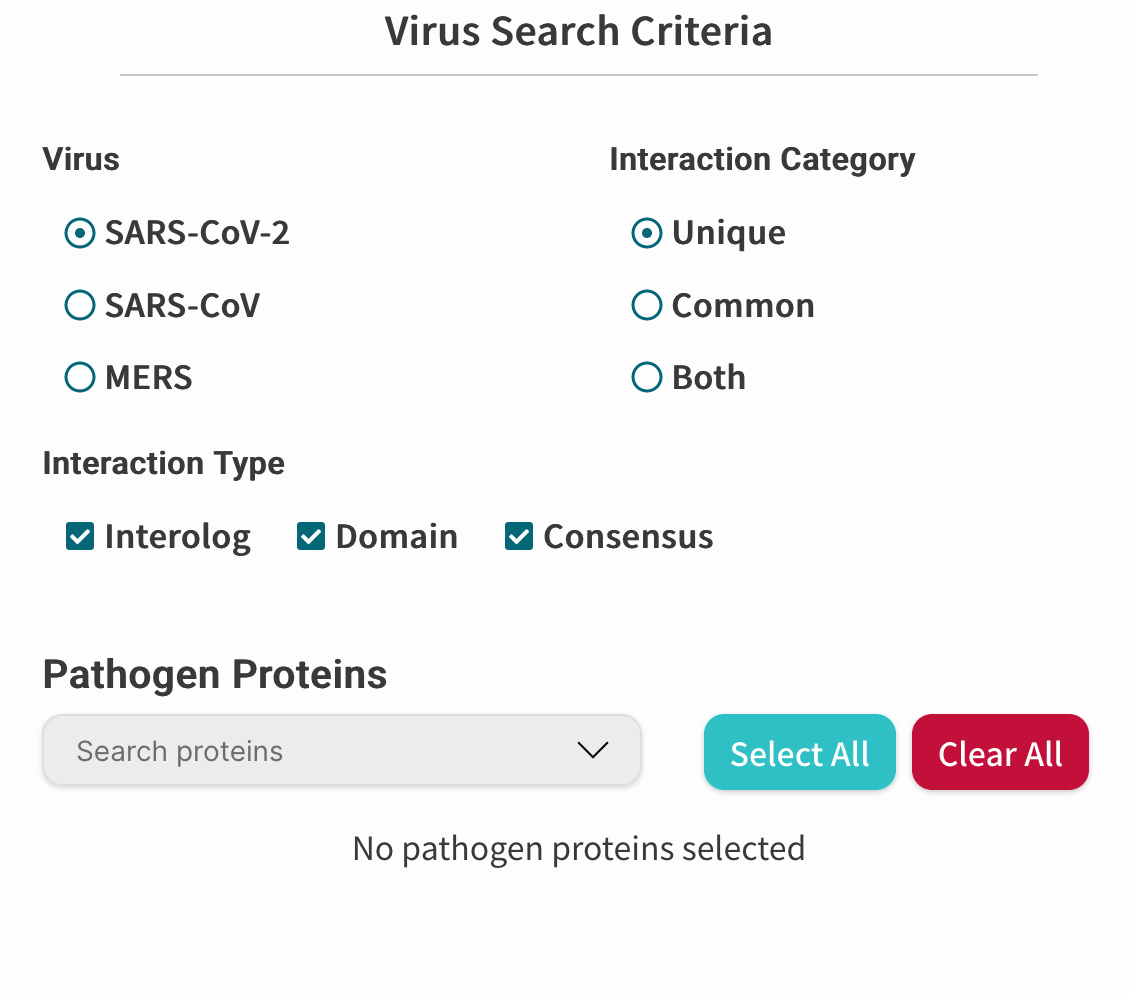 Virus Search Criteria
Virus
Interaction Category
SARS-CoV-2
Unique
SARS-CoV
Common
MERS
Both
Interaction Type
Interolog Domain Consensus
Pathogen Proteins
Search proteins
Select All
Clear All
No pathogen proteins selected